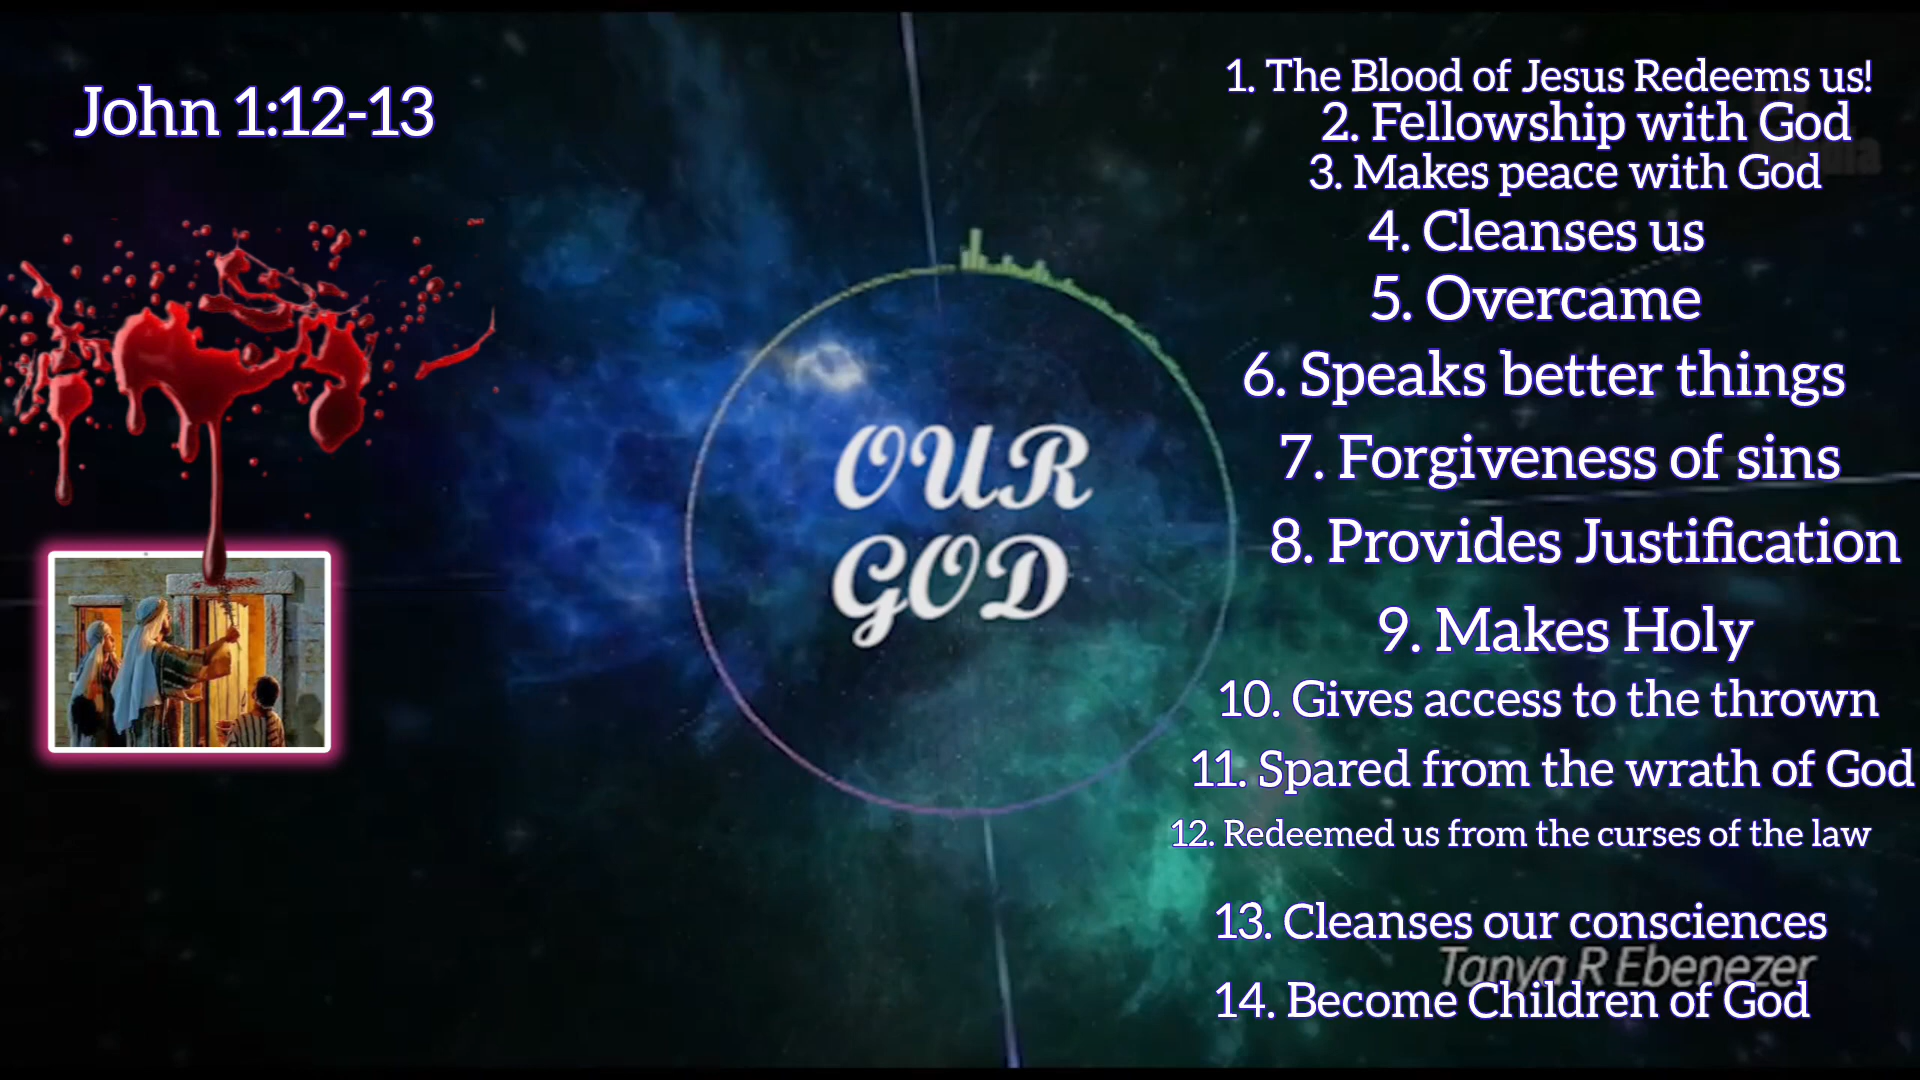 John 1:12-13
OUR
GOD
1. The Blood of Jesus Redeems us!
2. Fellowship with God
3. Makes peace with God
4. Cleanses us
5. Overcame
6. Speaks better things
7. Forgiveness of sins
8. Provides Justification
9. Makes Holy
10. Gives access to the thrown
11. Spared from the wrath of God
12. Redeemed us from the curses of the law
13. Cleanses our consciences
Tanya R Ebenezer
14. Become Children of God